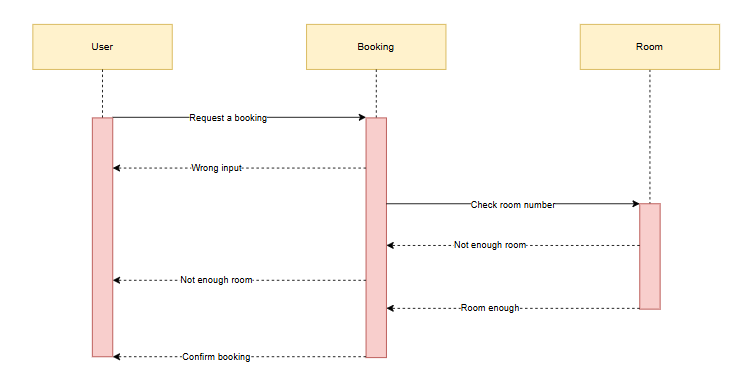 User
Booking
Room
Request a booking
Wrong input
Check room number
Not enough room
Not enough room
Room enough
Confirm booking